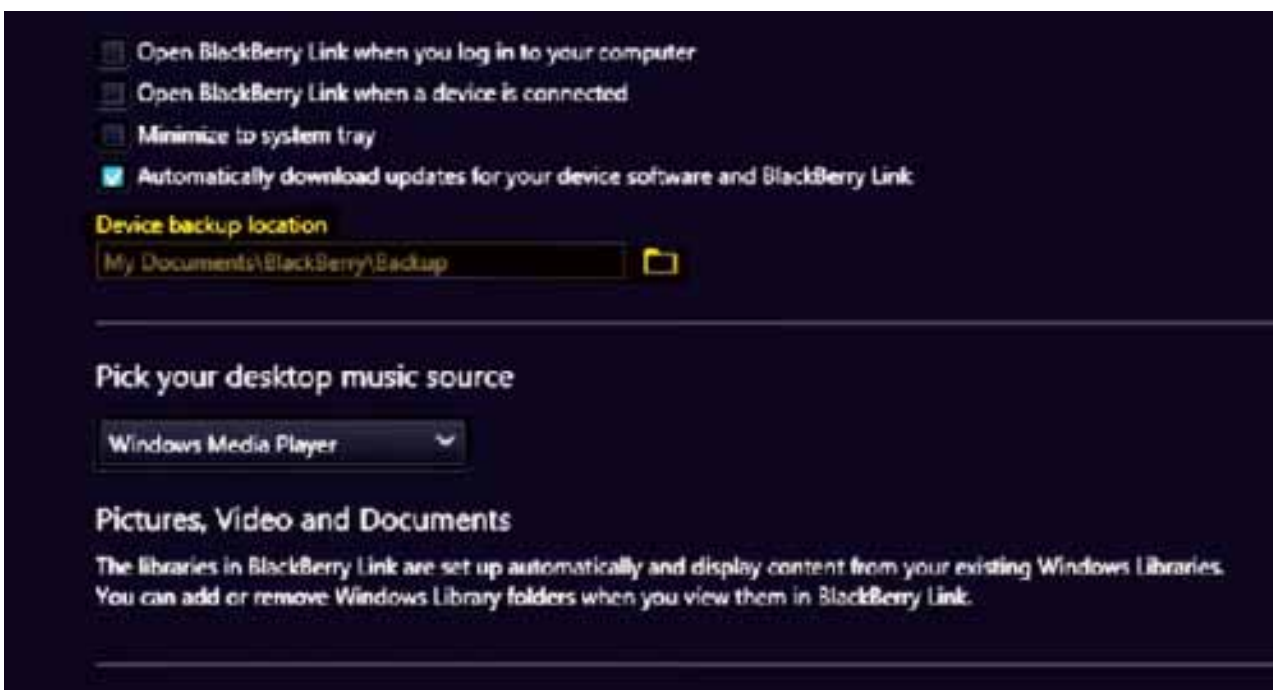 Open BlackBerry Link when you log in to your computer
Open BlackBerry Link when a device is connected
Minimize to system tray
Automatically download updates for your device software and BlackBerry Link
Device backup location
My Documents\BlackBerry\Backup
Pick your desktop music source
Windows Media Player
Pictures, Video and Documents
The libraries in BlackBerry Link are set up automatically and display content from your existing Windows Libraries.
You can add or remove Windows Library folders when you view them in BlackBerry Link.